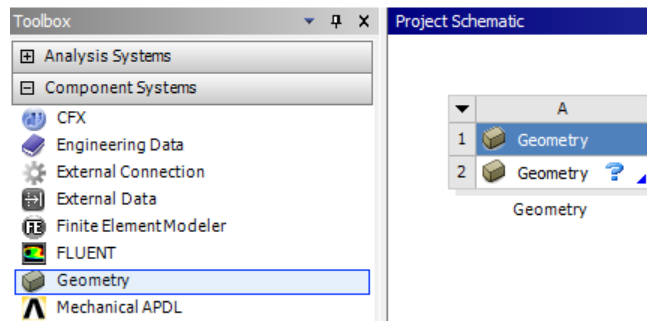 Toolbox
Analysis Systems
Component Systems
CFX
Engineering Data
External Connection
External Data
FE Finite Element Modeler
FLUENT
Geometry
Mechanical APDL
Project Schematic
A
1 Geometry
2 Geometry ?
Geometry